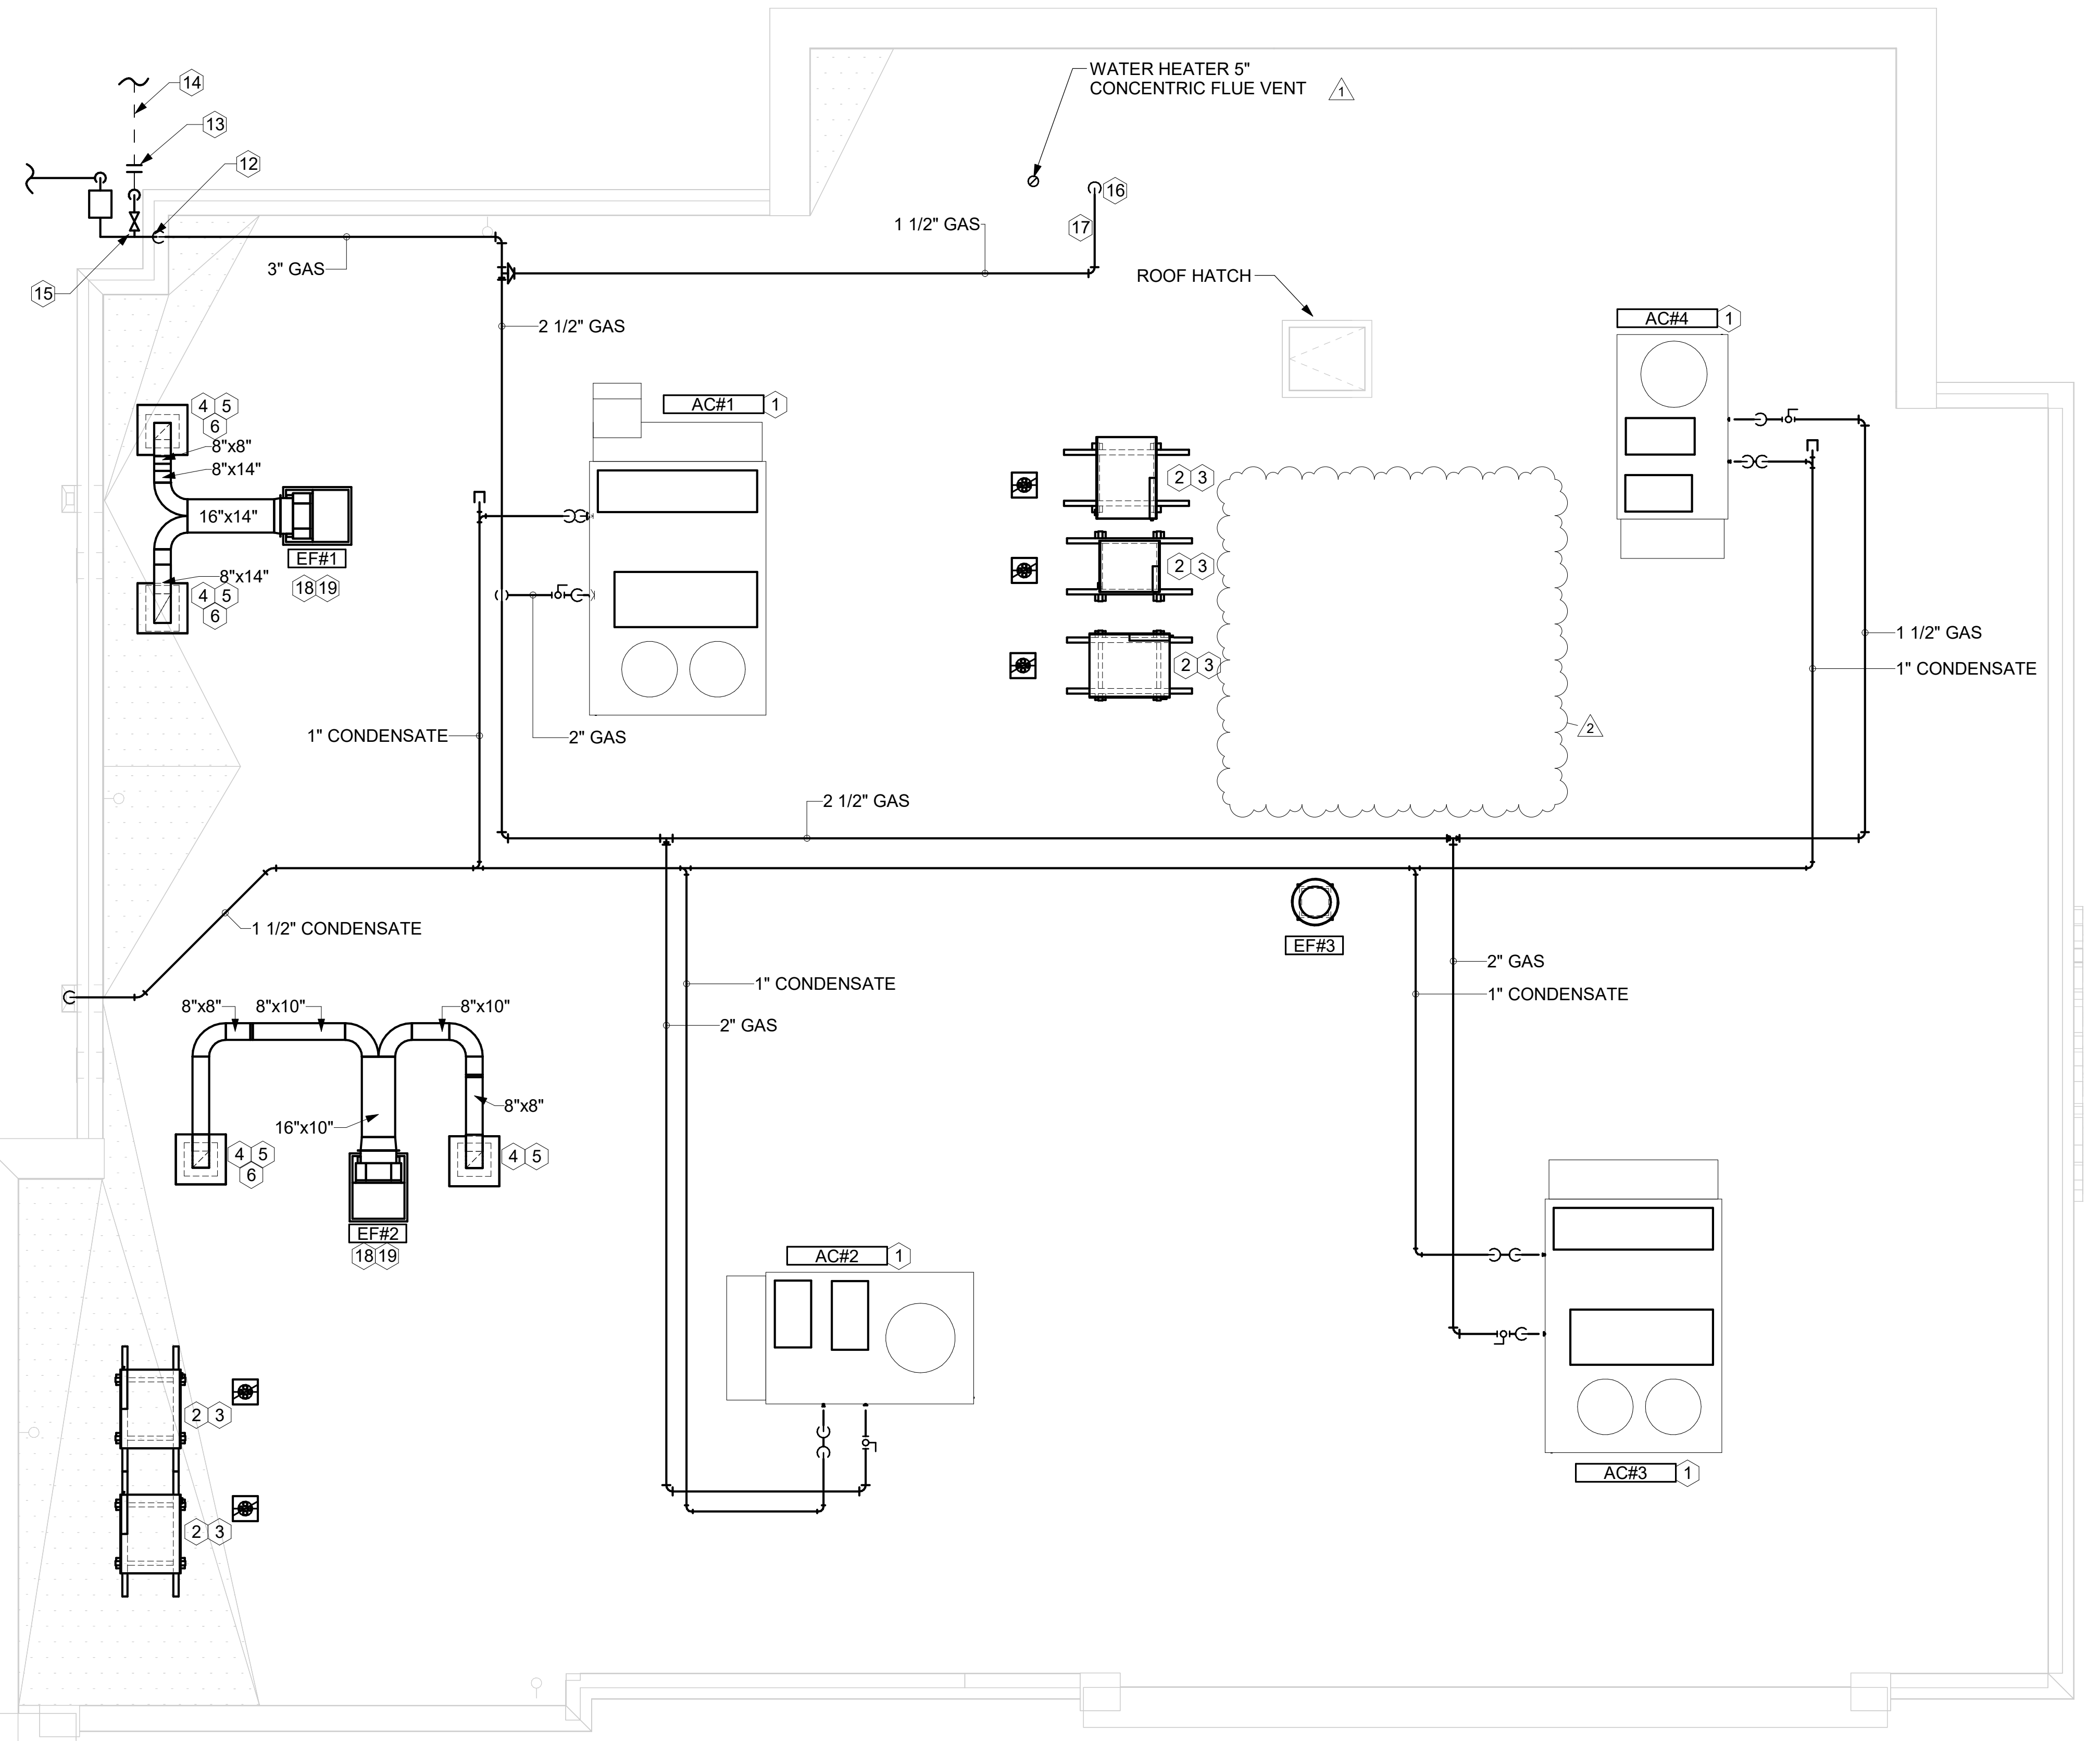 WATER HEATER 5"
CONCENTRIC FLUE VENT
1
14
13
12
16
17
1 1/2" GAS
3" GAS
15
ROOF HATCH
2 1/2" GAS
AC#4
1
AC#1
1
4
5
6
8"x8"
8"x14"
16"x14"
EF#1
18
19
8"x14"
4
5
6
2
3
2
3
2
3
1 1/2" GAS
1" CONDENSATE
1" CONDENSATE
2" GAS
2
2 1/2" GAS
1 1/2" CONDENSATE
EF#3
2" GAS
1" CONDENSATE
1" CONDENSATE
2" GAS
8"x8"
8"x10"
8"x10"
8"x8"
16"x10"
4
5
6
4
5
EF#2
18
19
AC#2
1
2
3
2
3
AC#3
1